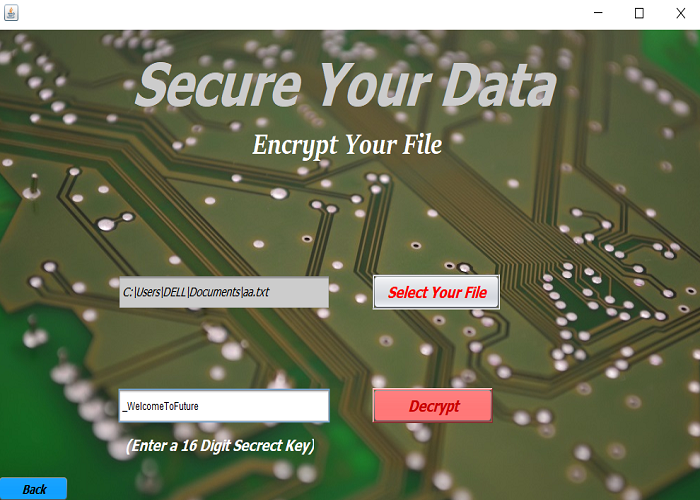 Secure Your Data
Encrypt Your File
C:\Users\DELL\Documents\aa.txt
Select Your File
_WelcomeToFuture
Decrypt
(Enter a 16 Digit Secrect Key)
Back